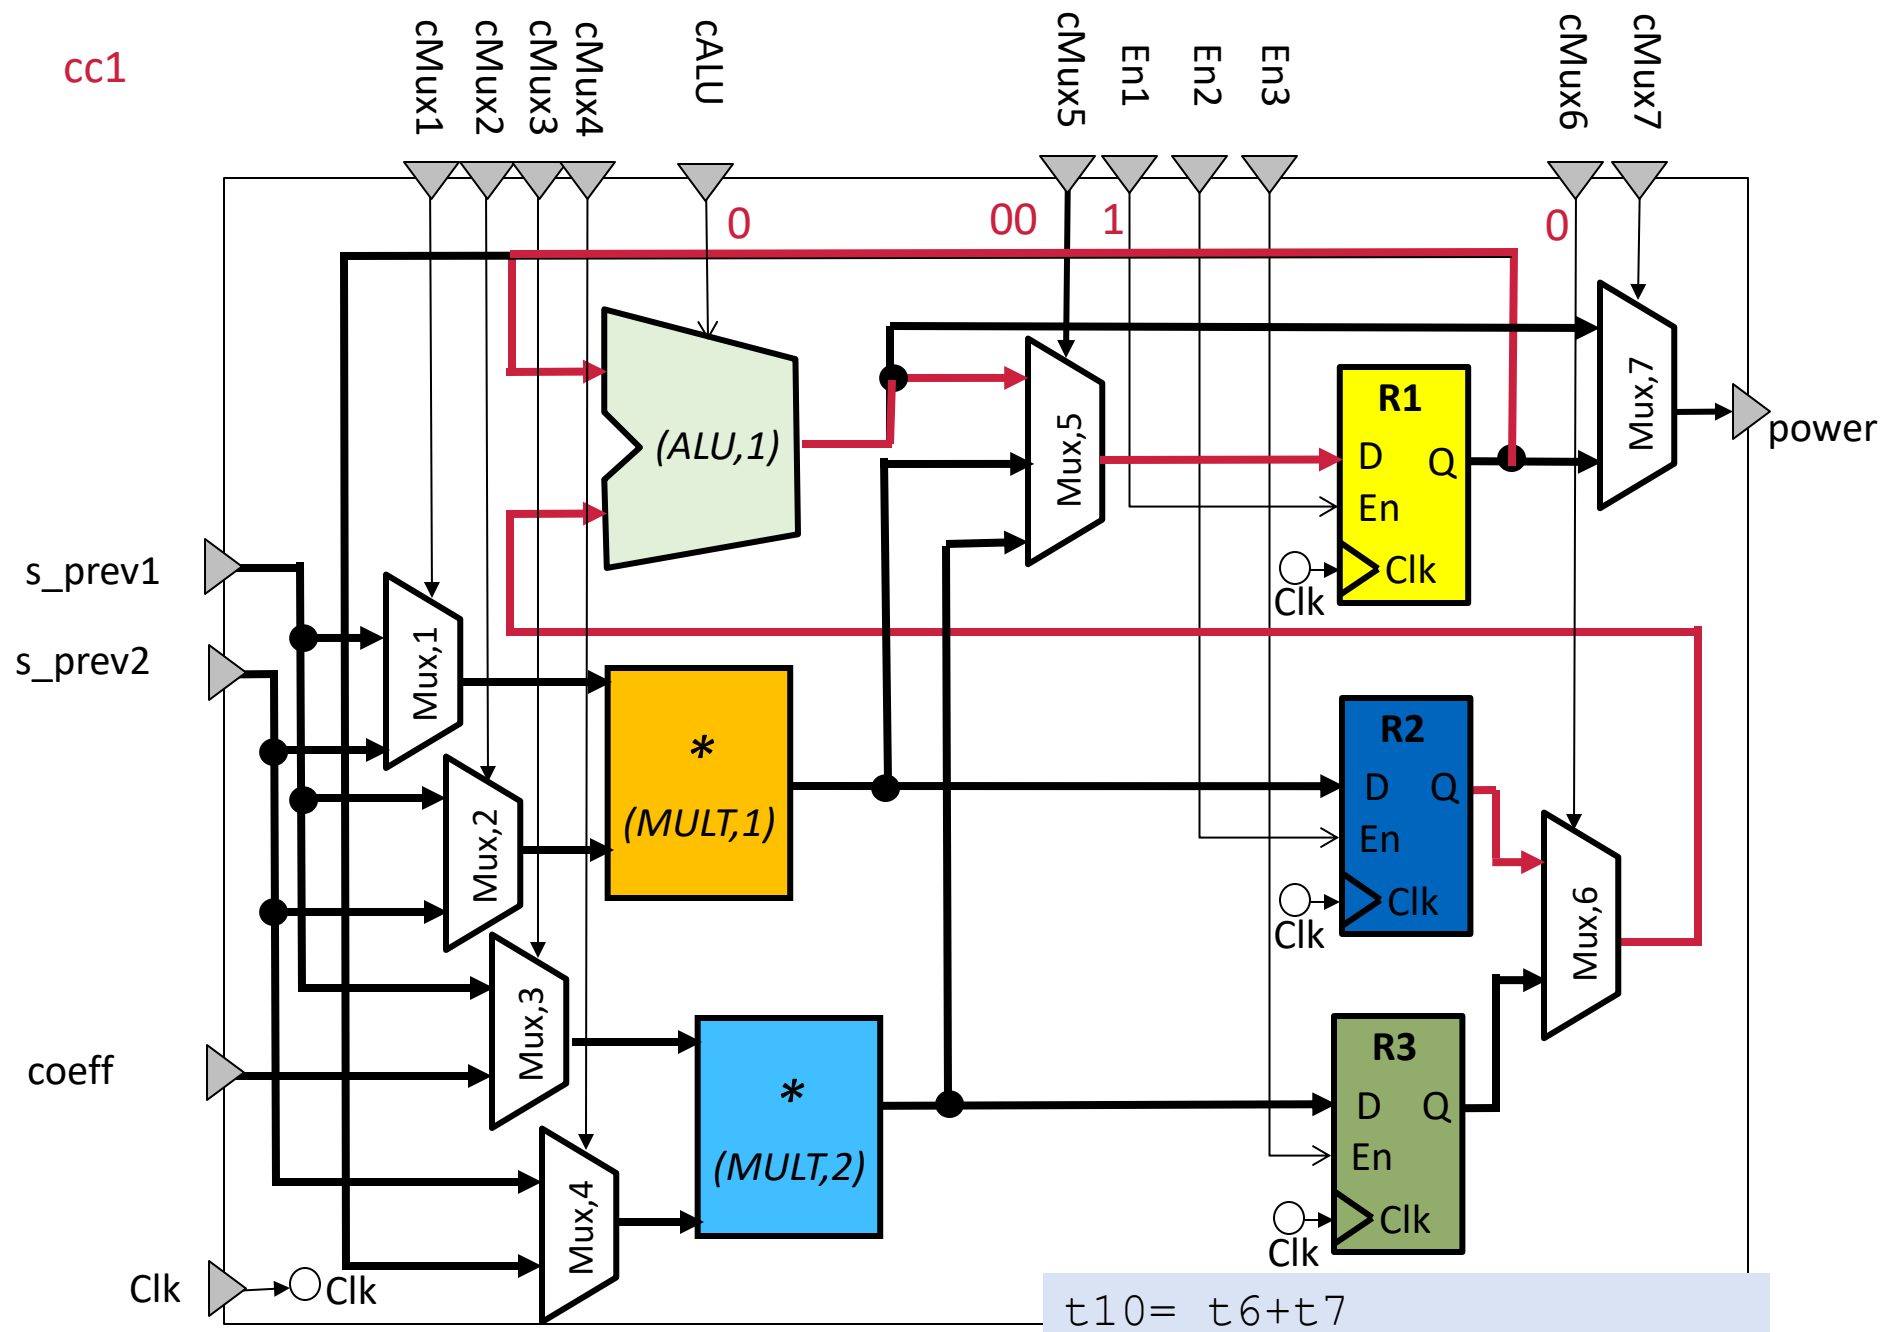 cc1
cMux1
cMux2
cMux3
cMux4
cALU
cMux5
En1
En2
En3
cMux6
cMux7
0
00
1
0
(ALU,1)
Mux,5
R1
D Q
En
Clk
Clk
Mux,7
power
s_prev1
s_prev2
Mux,1
Mux,2
*
(MULT,1)
R2
D Q
En
Clk
Clk
Mux,6
Mux,3
coeff
*
(MULT,2)
Mux,4
R3
D Q
En
Clk
Clk
Clk
Clk
t10= t6+t7